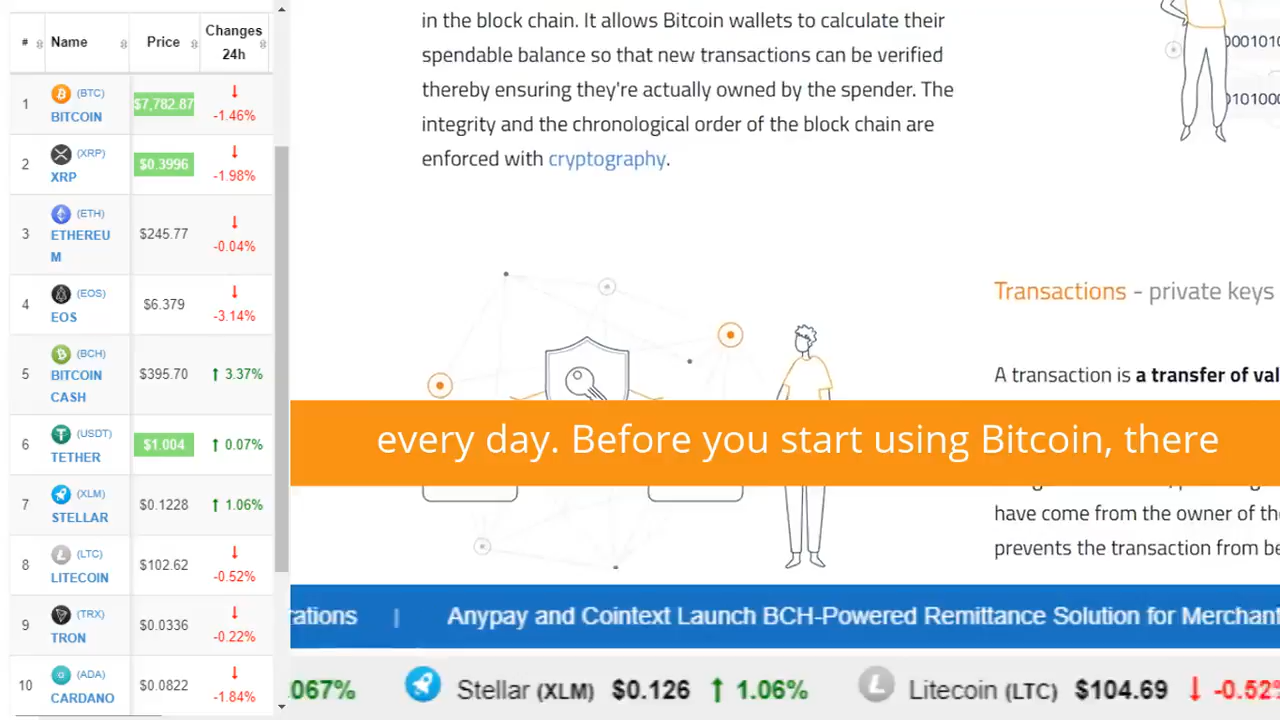 # Name Price Changes
24h
1 (BTC)
BITCOIN $7,782.87 -1.46%
2 (XRP)
XRP $0.3996 -1.98%
3 (ETH)
ETHEREU
M $245.77 -0.04%
4 (EOS)
EOS $6.379 -3.14%
5 (BCH)
BITCOIN
CASH $395.70 3.37%
6 (USDT)
TETHER $1.004 0.07%
7 (XLM)
STELLAR $0.1228 1.06%
8 (LTC)
LITECOIN $102.62 -0.52%
9 (TRX)
TRON $0.0336 -0.22%
10 (ADA)
CARDANO $0.0822 -1.84%
in the block chain. It allows Bitcoin wallets to calculate their
spendable balance so that new transactions can be verified
thereby ensuring they're actually owned by the spender. The
integrity and the chronological order of the block chain are
enforced with cryptography.
Transactions - private keys
A transaction is a transfer of val
every day. Before you start using Bitcoin, there
have come from the owner of the
prevents the transaction from be
rations | Anypay and Cointext Launch BCH-Powered Remittance Solution for Merchant
.067% Stellar (XLM) $0.126 1.06% Litecoin (LTC) $104.69 -0.52%